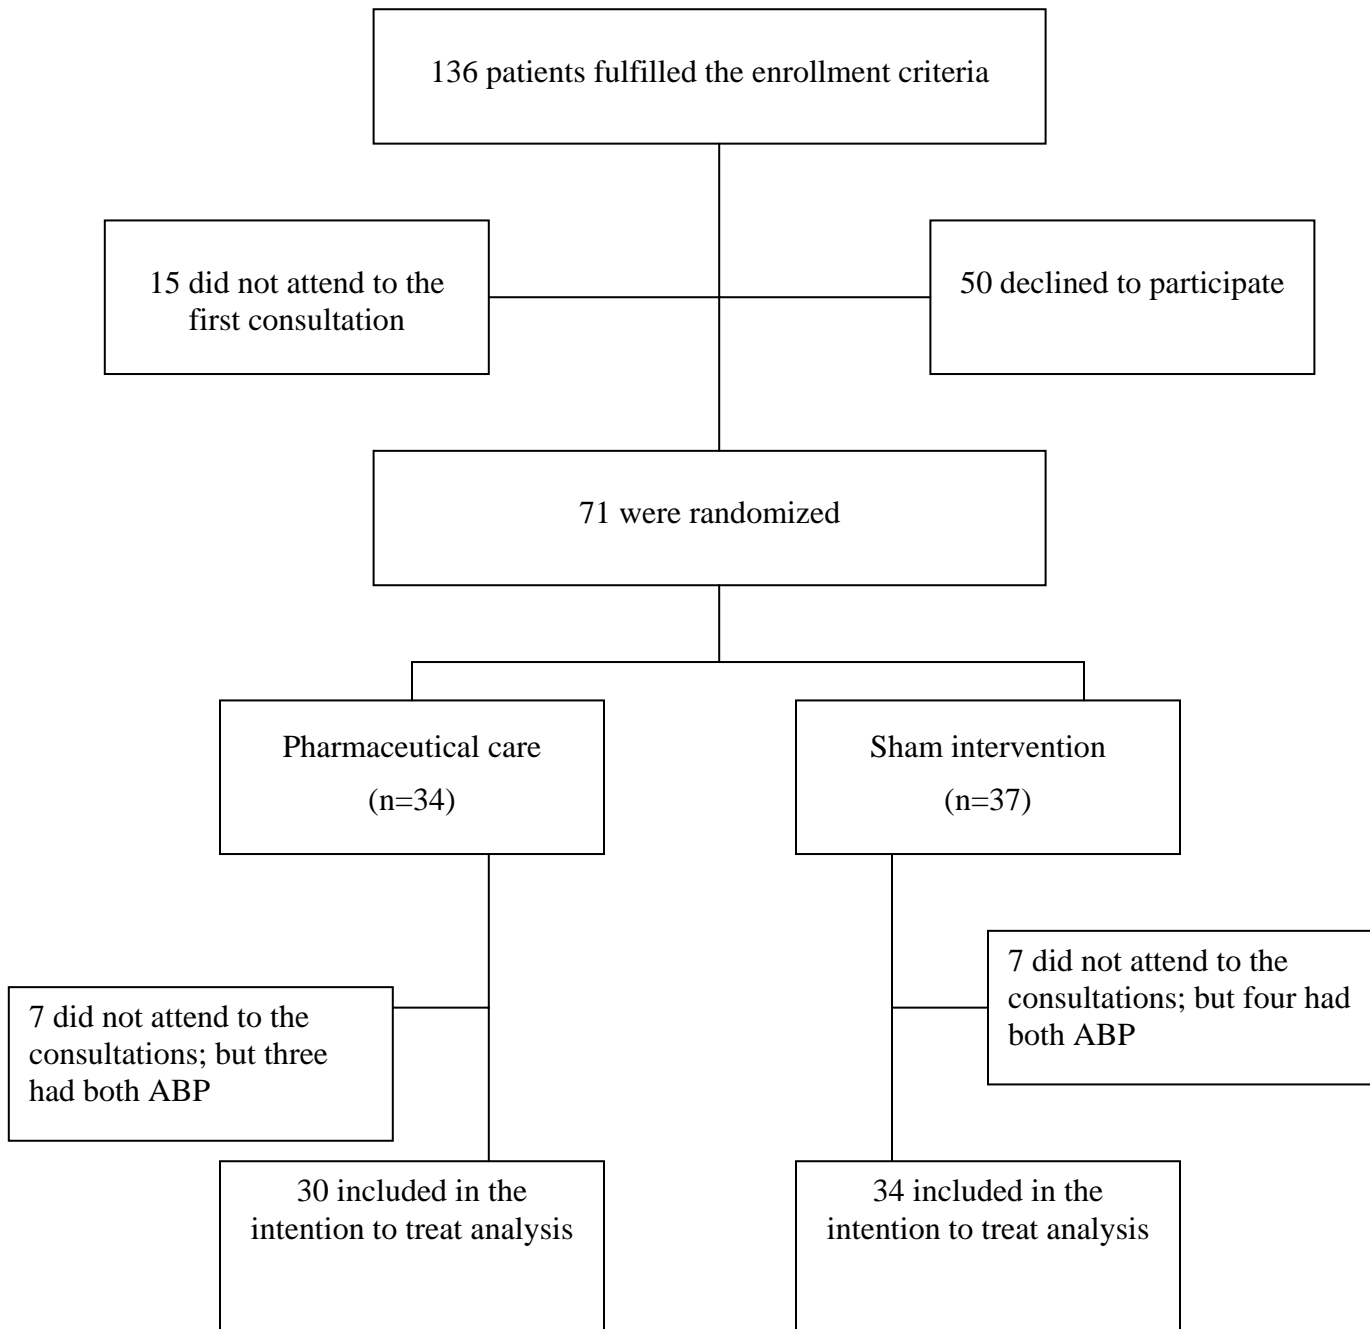 136 patients fulfilled the enrollment criteria
15 did not attend to the
first consultation
50 declined to participate
71 were randomized
Pharmaceutical care
(n=34)
Sham intervention
(n=37)
7 did not attend to the
consultations; but three
had both ABP
7 did not attend to the
consultations; but four had
both ABP
30 included in the
intention to treat analysis
34 included in the
intention to treat analysis